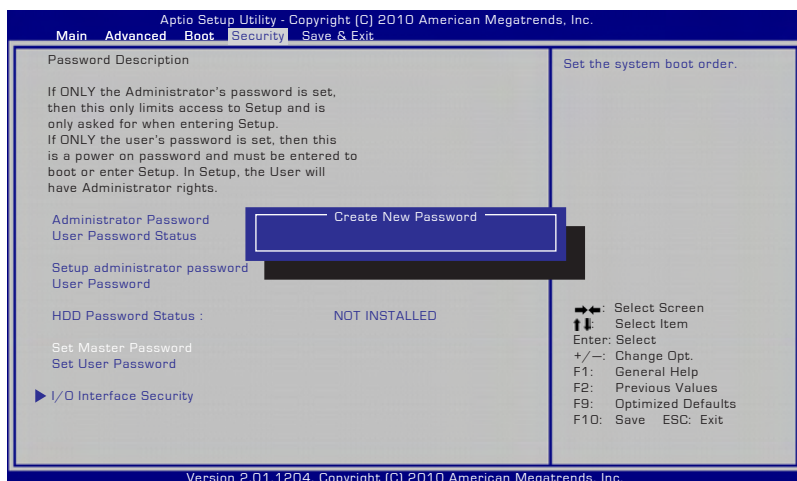 Aptio Setup Utility - Copyright (C) 2010 American Megatrends, Inc.
Main Advanced Boot Security Save & Exit
Password Description
If ONLY the Administrator's password is set,
then this only limits access to Setup and is
only asked for when entering Setup.
If ONLY the user's password is set, then this
is a power on password and must be entered to
boot or enter Setup. In Setup, the User will
have Administrator rights.
Administrator Password
User Password Status
Create New Password
Setup administrator password
User Password
HDD Password Status : NOT INSTALLED
Set Master Password
Set User Password
I/O Interface Security
Set the system boot order.
→←: Select Screen
↑↓: Select Item
Enter: Select
+/—: Change Opt.
F1: General Help
F2: Previous Values
F9: Optimized Defaults
F10: Save ESC: Exit
Version 2.01.1204. Copyright (C) 2010 American Megatrends, Inc.